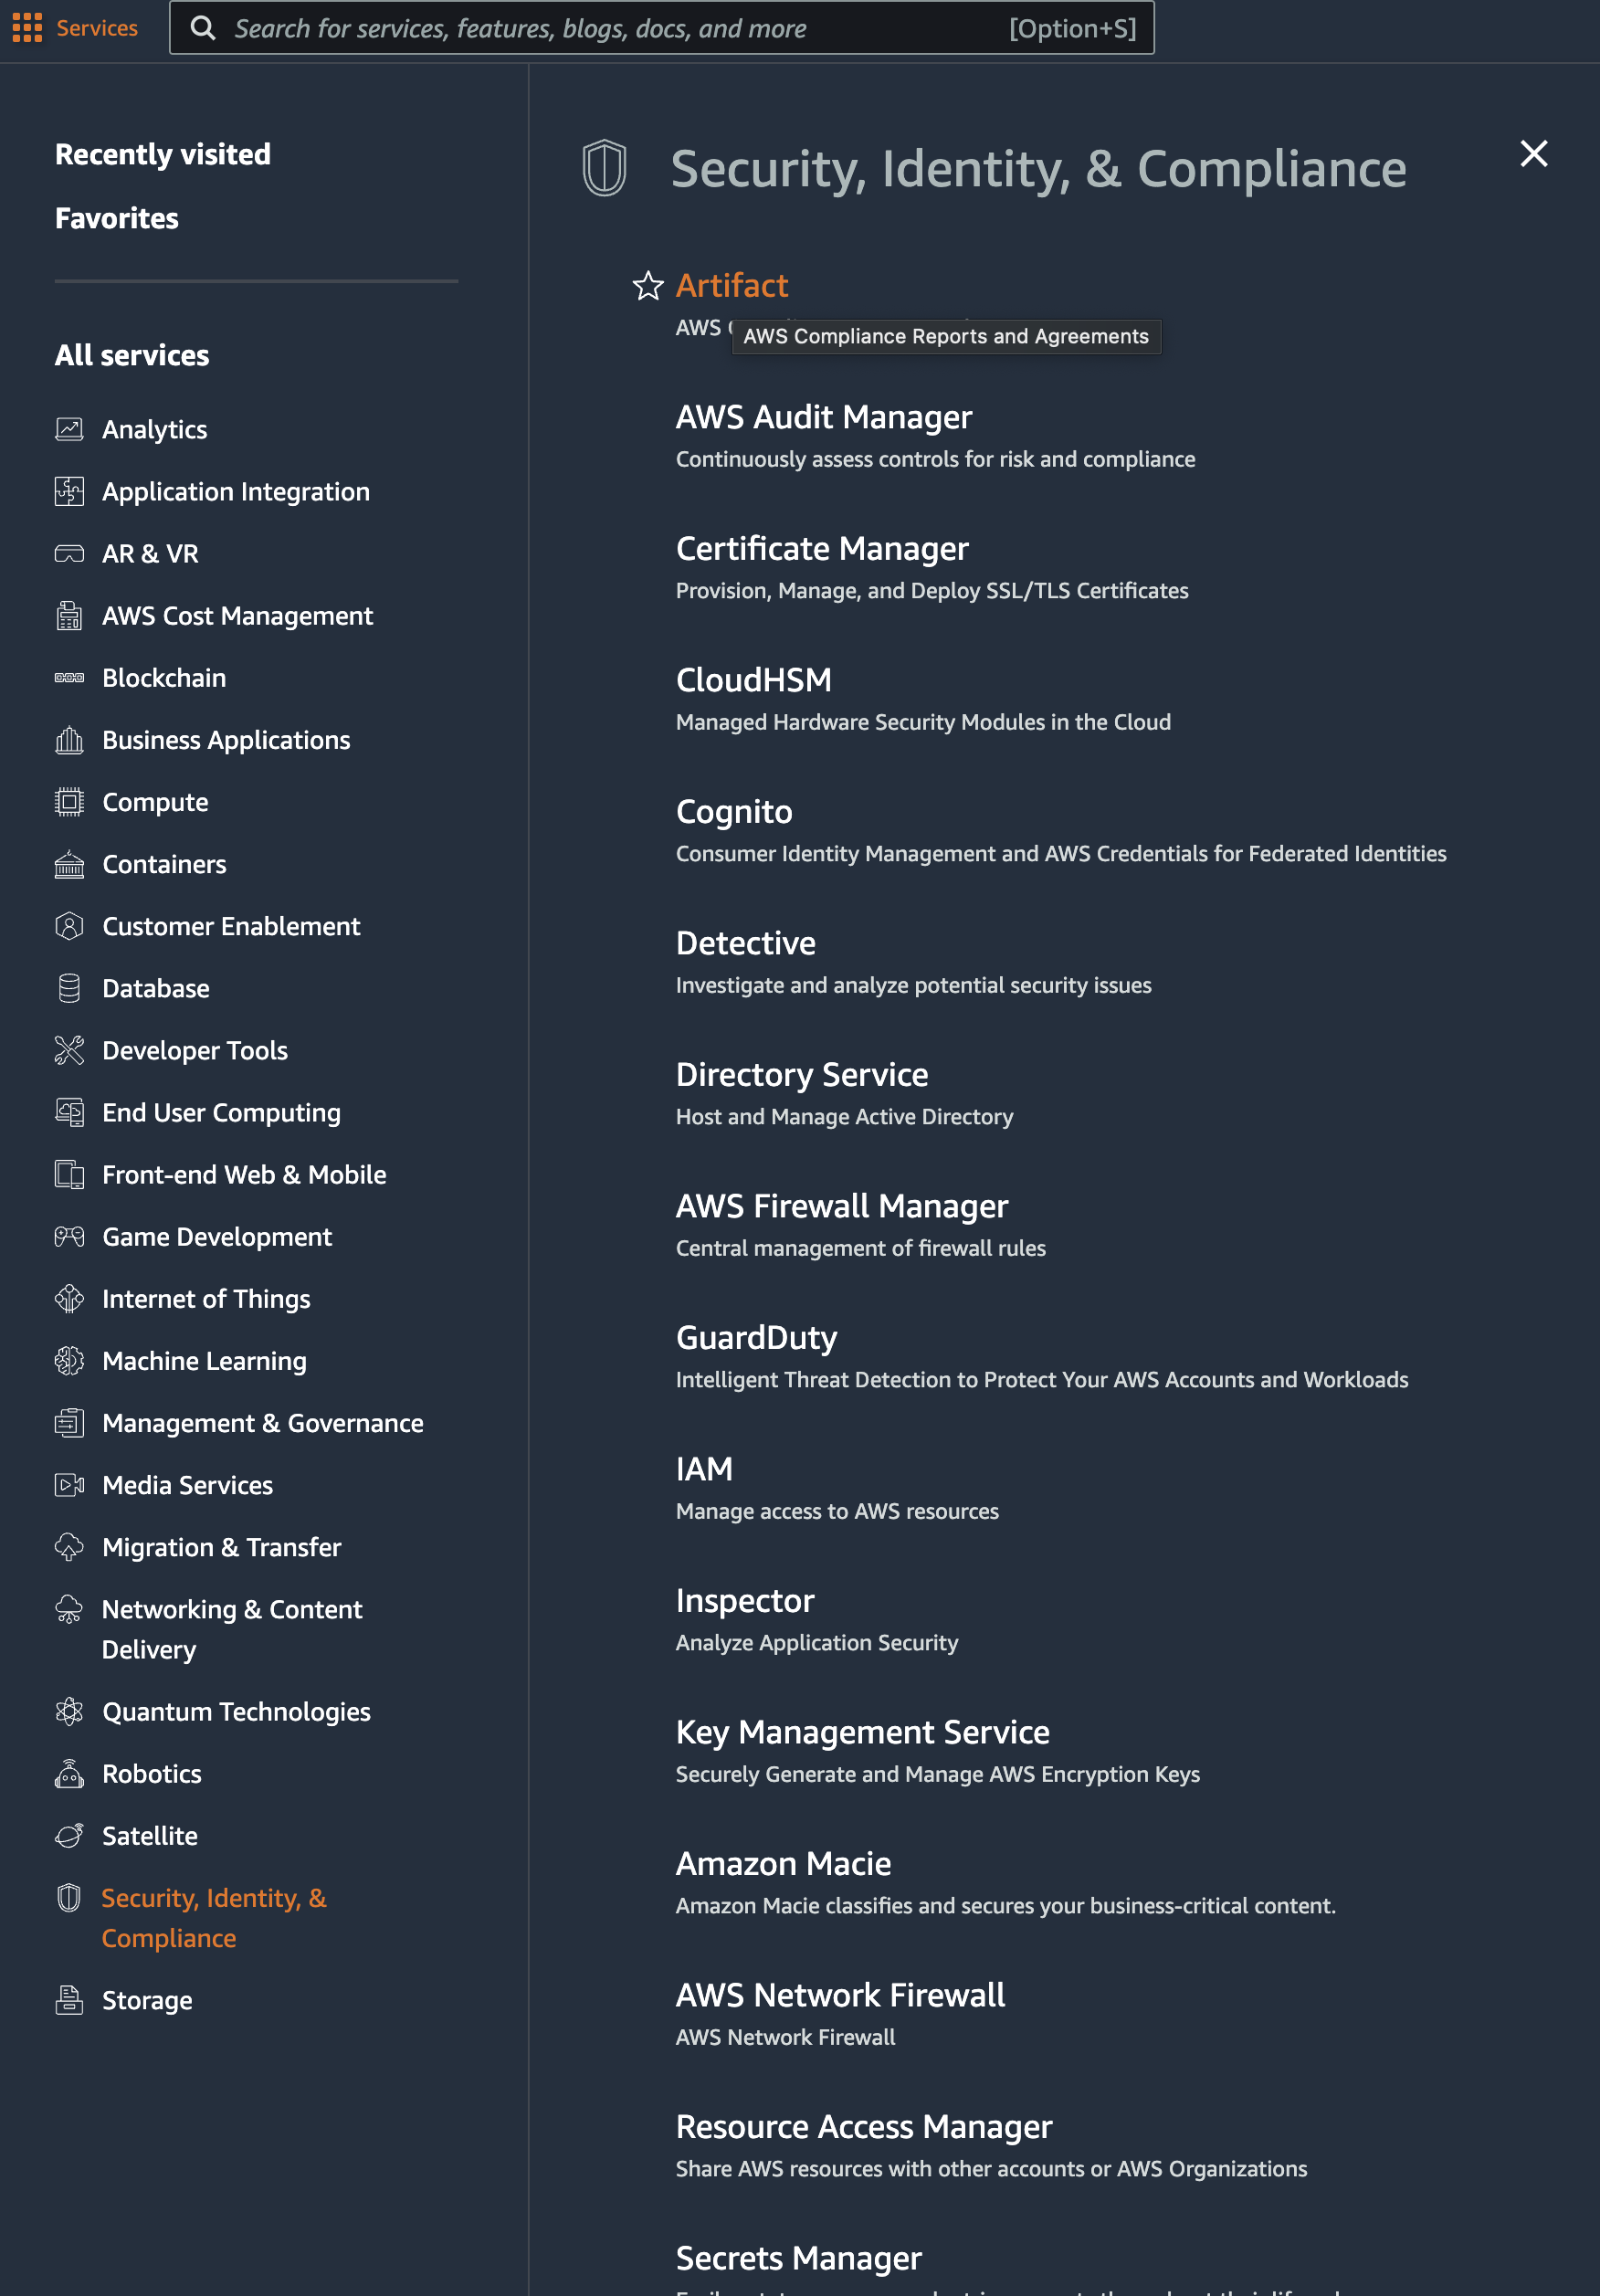 Services
Search for services, features, blogs, docs, and more [Option+S]
Recently visited
Favorites
All services
Analytics
Application Integration
AR & VR
AWS Cost Management
Blockchain
Business Applications
Compute
Containers
Customer Enablement
Database
Developer Tools
End User Computing
Front-end Web & Mobile
Game Development
Internet of Things
Machine Learning
Management & Governance
Media Services
Migration & Transfer
Networking & Content
Delivery
Quantum Technologies
Robotics
Satellite
Security, Identity, &
Compliance
Storage
Security, Identity, & Compliance
Artifact
AWS
AWS Compliance Reports and Agreements
AWS Audit Manager
Continuously assess controls for risk and compliance
Certificate Manager
Provision, Manage, and Deploy SSL/TLS Certificates
CloudHSM
Managed Hardware Security Modules in the Cloud
Cognito
Consumer Identity Management and AWS Credentials for Federated Identities
Detective
Investigate and analyze potential security issues
Directory Service
Host and Manage Active Directory
AWS Firewall Manager
Central management of firewall rules
GuardDuty
Intelligent Threat Detection to Protect Your AWS Accounts and Workloads
IAM
Manage access to AWS resources
Inspector
Analyze Application Security
Key Management Service
Securely Generate and Manage AWS Encryption Keys
Amazon Macie
Amazon Macie classifies and secures your business-critical content.
AWS Network Firewall
AWS Network Firewall
Resource Access Manager
Share AWS resources with other accounts or AWS Organizations
Secrets Manager